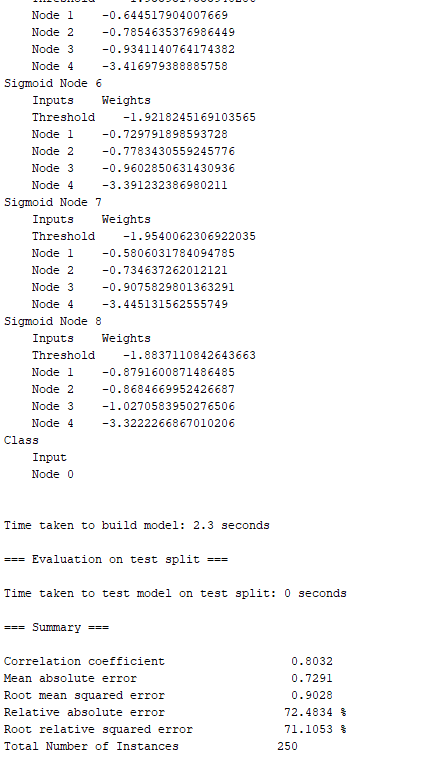 Node 1    -0.644517904007669
Node 2    -0.7854635376986449
Node 3    -0.9341140764174382
Node 4    -3.416979388885758
Sigmoid Node 6
Inputs    Weights
Threshold    -1.9218245169103565
Node 1    -0.729791898593728
Node 2    -0.7783430559245776
Node 3    -0.9602850631430936
Node 4    -3.391232386980211
Sigmoid Node 7
Inputs    Weights
Threshold    -1.9540062306922035
Node 1    -0.5806031784094785
Node 2    -0.734637262012121
Node 3    -0.9075829801363291
Node 4    -3.445131562555749
Sigmoid Node 8
Inputs    Weights
Threshold    -1.8837110842643663
Node 1    -0.8791600871486485
Node 2    -0.8684669952426687
Node 3    -1.0270583950276506
Node 4    -3.3222266867010206
Class
Input
Node 0
Time taken to build model: 2.3 seconds
=== Evaluation on test split ===
Time taken to test model on test split: 0 seconds
=== Summary ===
Correlation coefficient                  0.8032
Mean absolute error                      0.7291
Root mean squared error                  0.9028
Relative absolute error                 72.4834 %
Root relative squared error             71.1053 %
Total Number of Instances              250